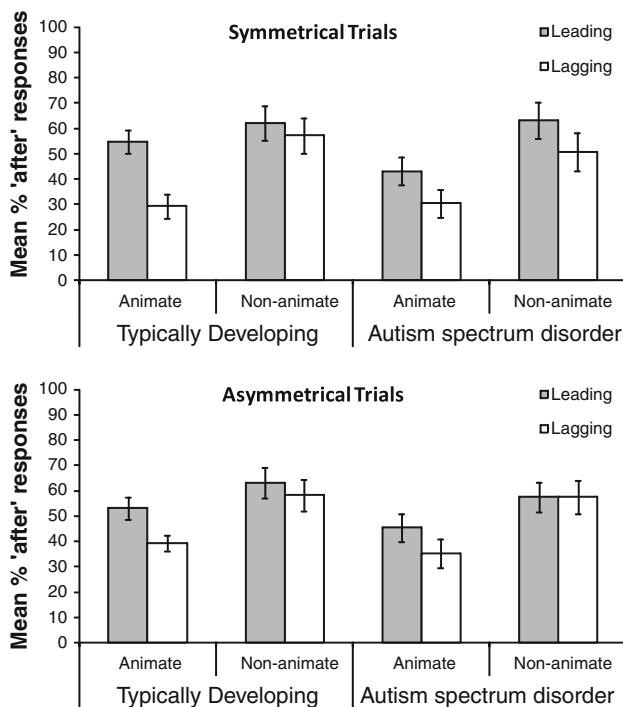 Symmetrical Trials
Mean % 'after' responses
100
90
80
70
60
50
40
30
20
10
0
Leading
Lagging
Animate Non-animate Animate Non-animate
Typically Developing Autism spectrum disorder
Asymmetrical Trials
Mean % 'after' responses
100
90
80
70
60
50
40
30
20
10
0
Leading
Lagging
Animate Non-animate Animate Non-animate
Typically Developing Autism spectrum disorder